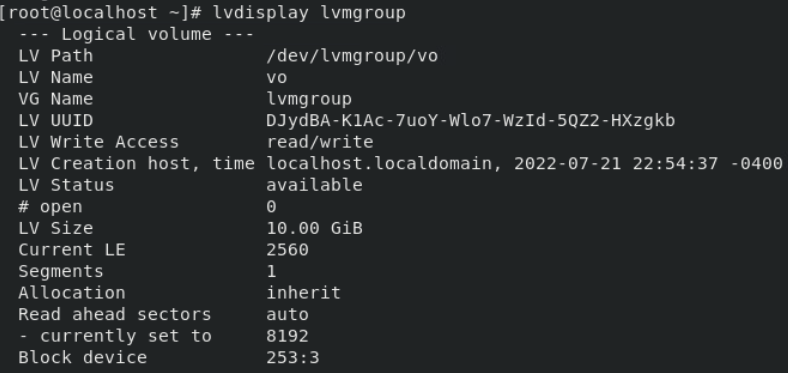 [root@localhost ~]# lvdisplay lvmgroup
--- Logical volume ---
LV Path                /dev/lvmgroup/vo
LV Name                vo
VG Name                lvmgroup
LV UUID                DJydBA-K1Ac-7uoY-Wlo7-WzId-5QZ2-HXzgkb
LV Write Access        read/write
LV Creation host, time localhost.localdomain, 2022-07-21 22:54:37 -0400
LV Status              available
# open                 0
LV Size                10.00 GiB
Current LE             2560
Segments               1
Allocation             inherit
Read ahead sectors     auto
- currently set to     8192
Block device           253:3